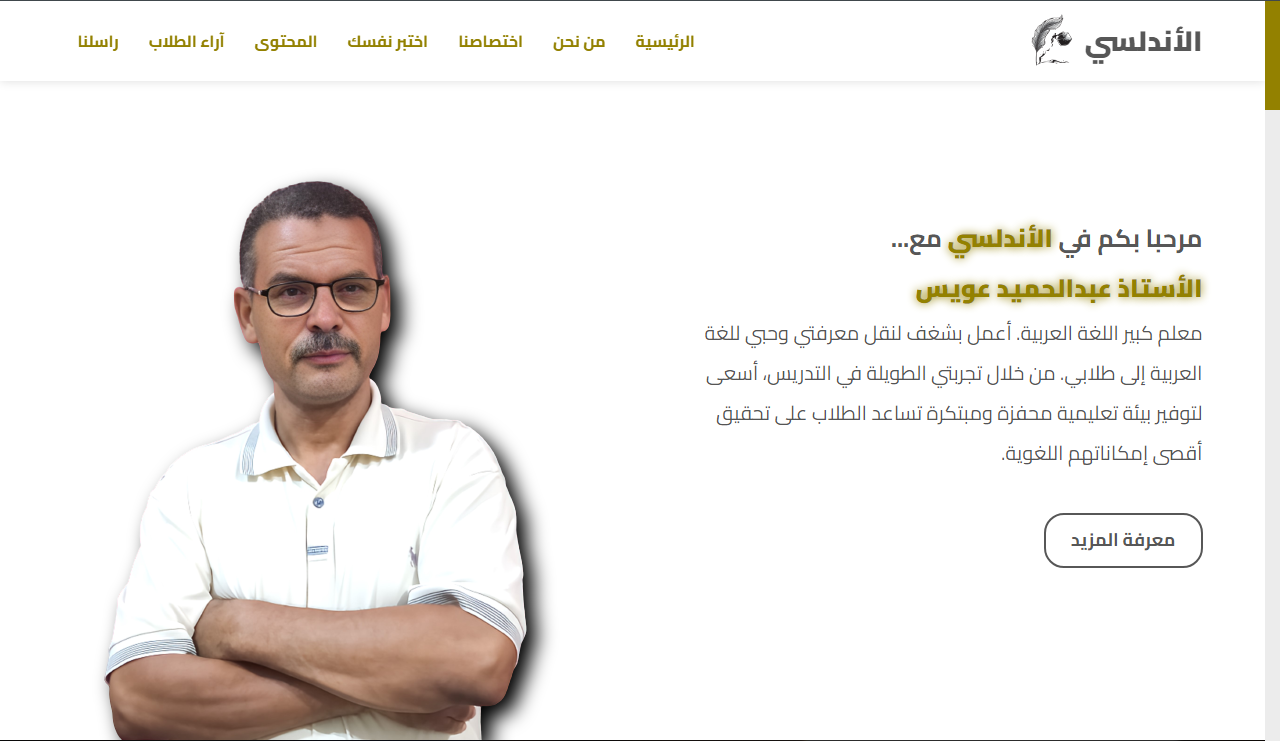 الأندلسي
الرئيسية من نحن اختصاصنا اختبر نفسك المحتوى آراء الطلاب راسلنا
مرحبا بكم في الأندلسي مع...
الأستاذ عبدالحميد عويس
معلم كبير اللغة العربية. أعمل بشغف لنقل معرفتي وحبي للغة
العربية إلى طلابي. من خلال تجربتي الطويلة في التدريس، أسعى
لتوفير بيئة تعليمية محفزة ومبتكرة تساعد الطلاب على تحقيق
أقصى إمكاناتهم اللغوية.
معرفة المزيد